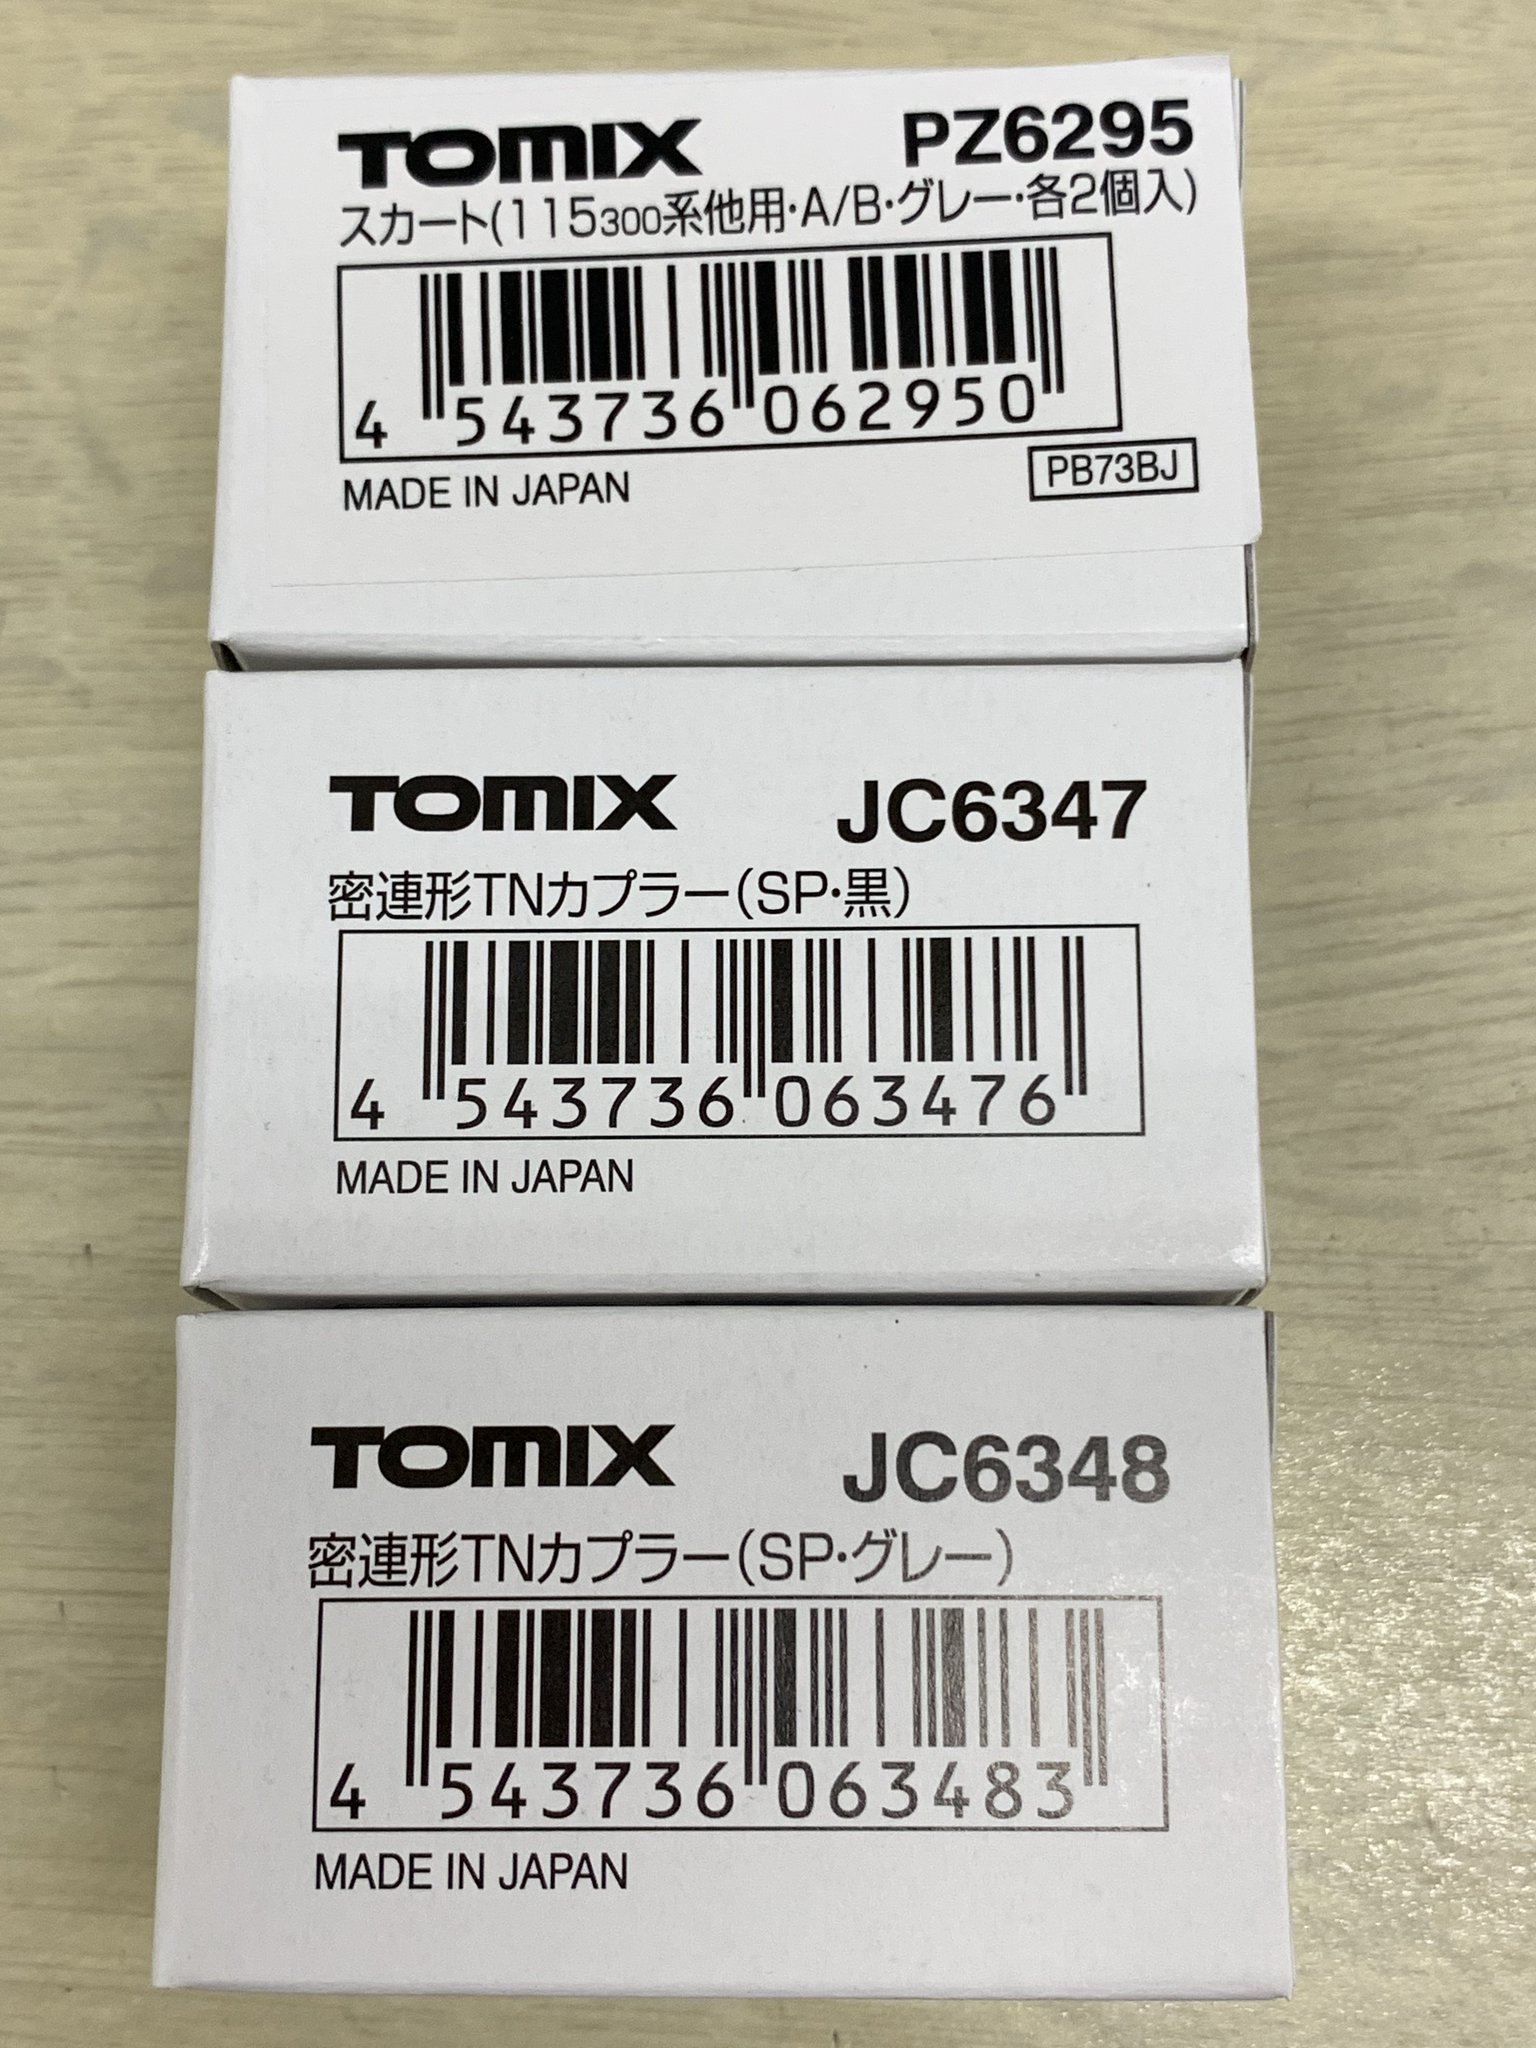 TOMIX PZ6295
スカート(115300系他用・A/B・グレー・各2個入)
4 543736 062950
MADE IN JAPAN PB73BJ
TOMIX JC6347
密連形TNカプラー(SP・黒)
4 543736 063476
MADE IN JAPAN
TOMIX JC6348
密連形TNカプラー(SP・グレー)
4 543736 063483
MADE IN JAPAN